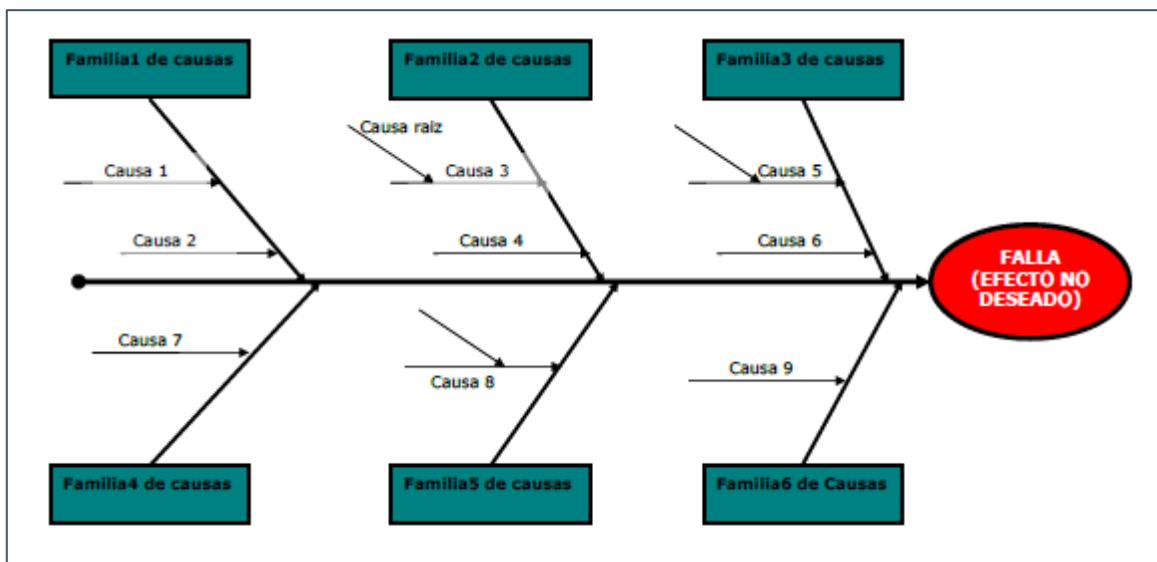 Familia1 de causas
Familia2 de causas
Familia3 de causas
Causa raiz
Causa 1
Causa 3
Causa 5
Causa 2
Causa 4
Causa 6
FALLA
(EFECTO NO
DESEADO)
Causa 7
Causa 8
Causa 9
Familia4 de causas
Familia5 de causas
Familia6 de Causas